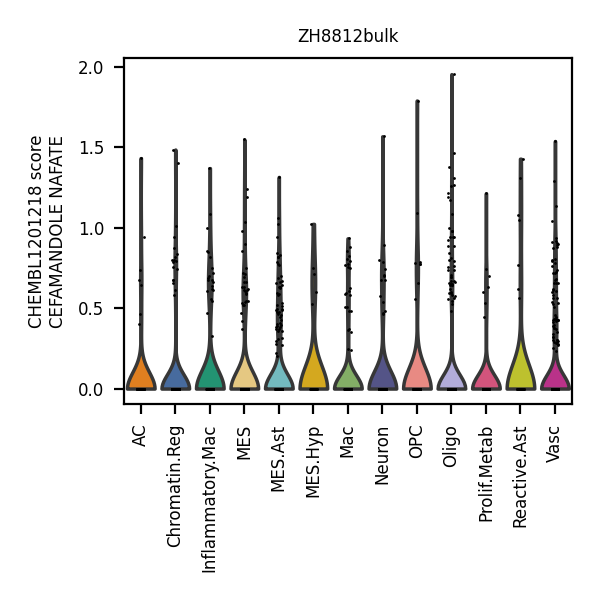 ZH8812bulk
CHEMBL1201218 score
CEFAMANDOLE NAFATE
2.0
1.5
1.0
0.5
0.0
AC
Chromatin.Reg
Inflammatory.Mac
MES
MES.Ast
MES.Hyp
Mac
Neuron
OPC
Oligo
Prolif.Metab
Reactive.Ast
Vasc